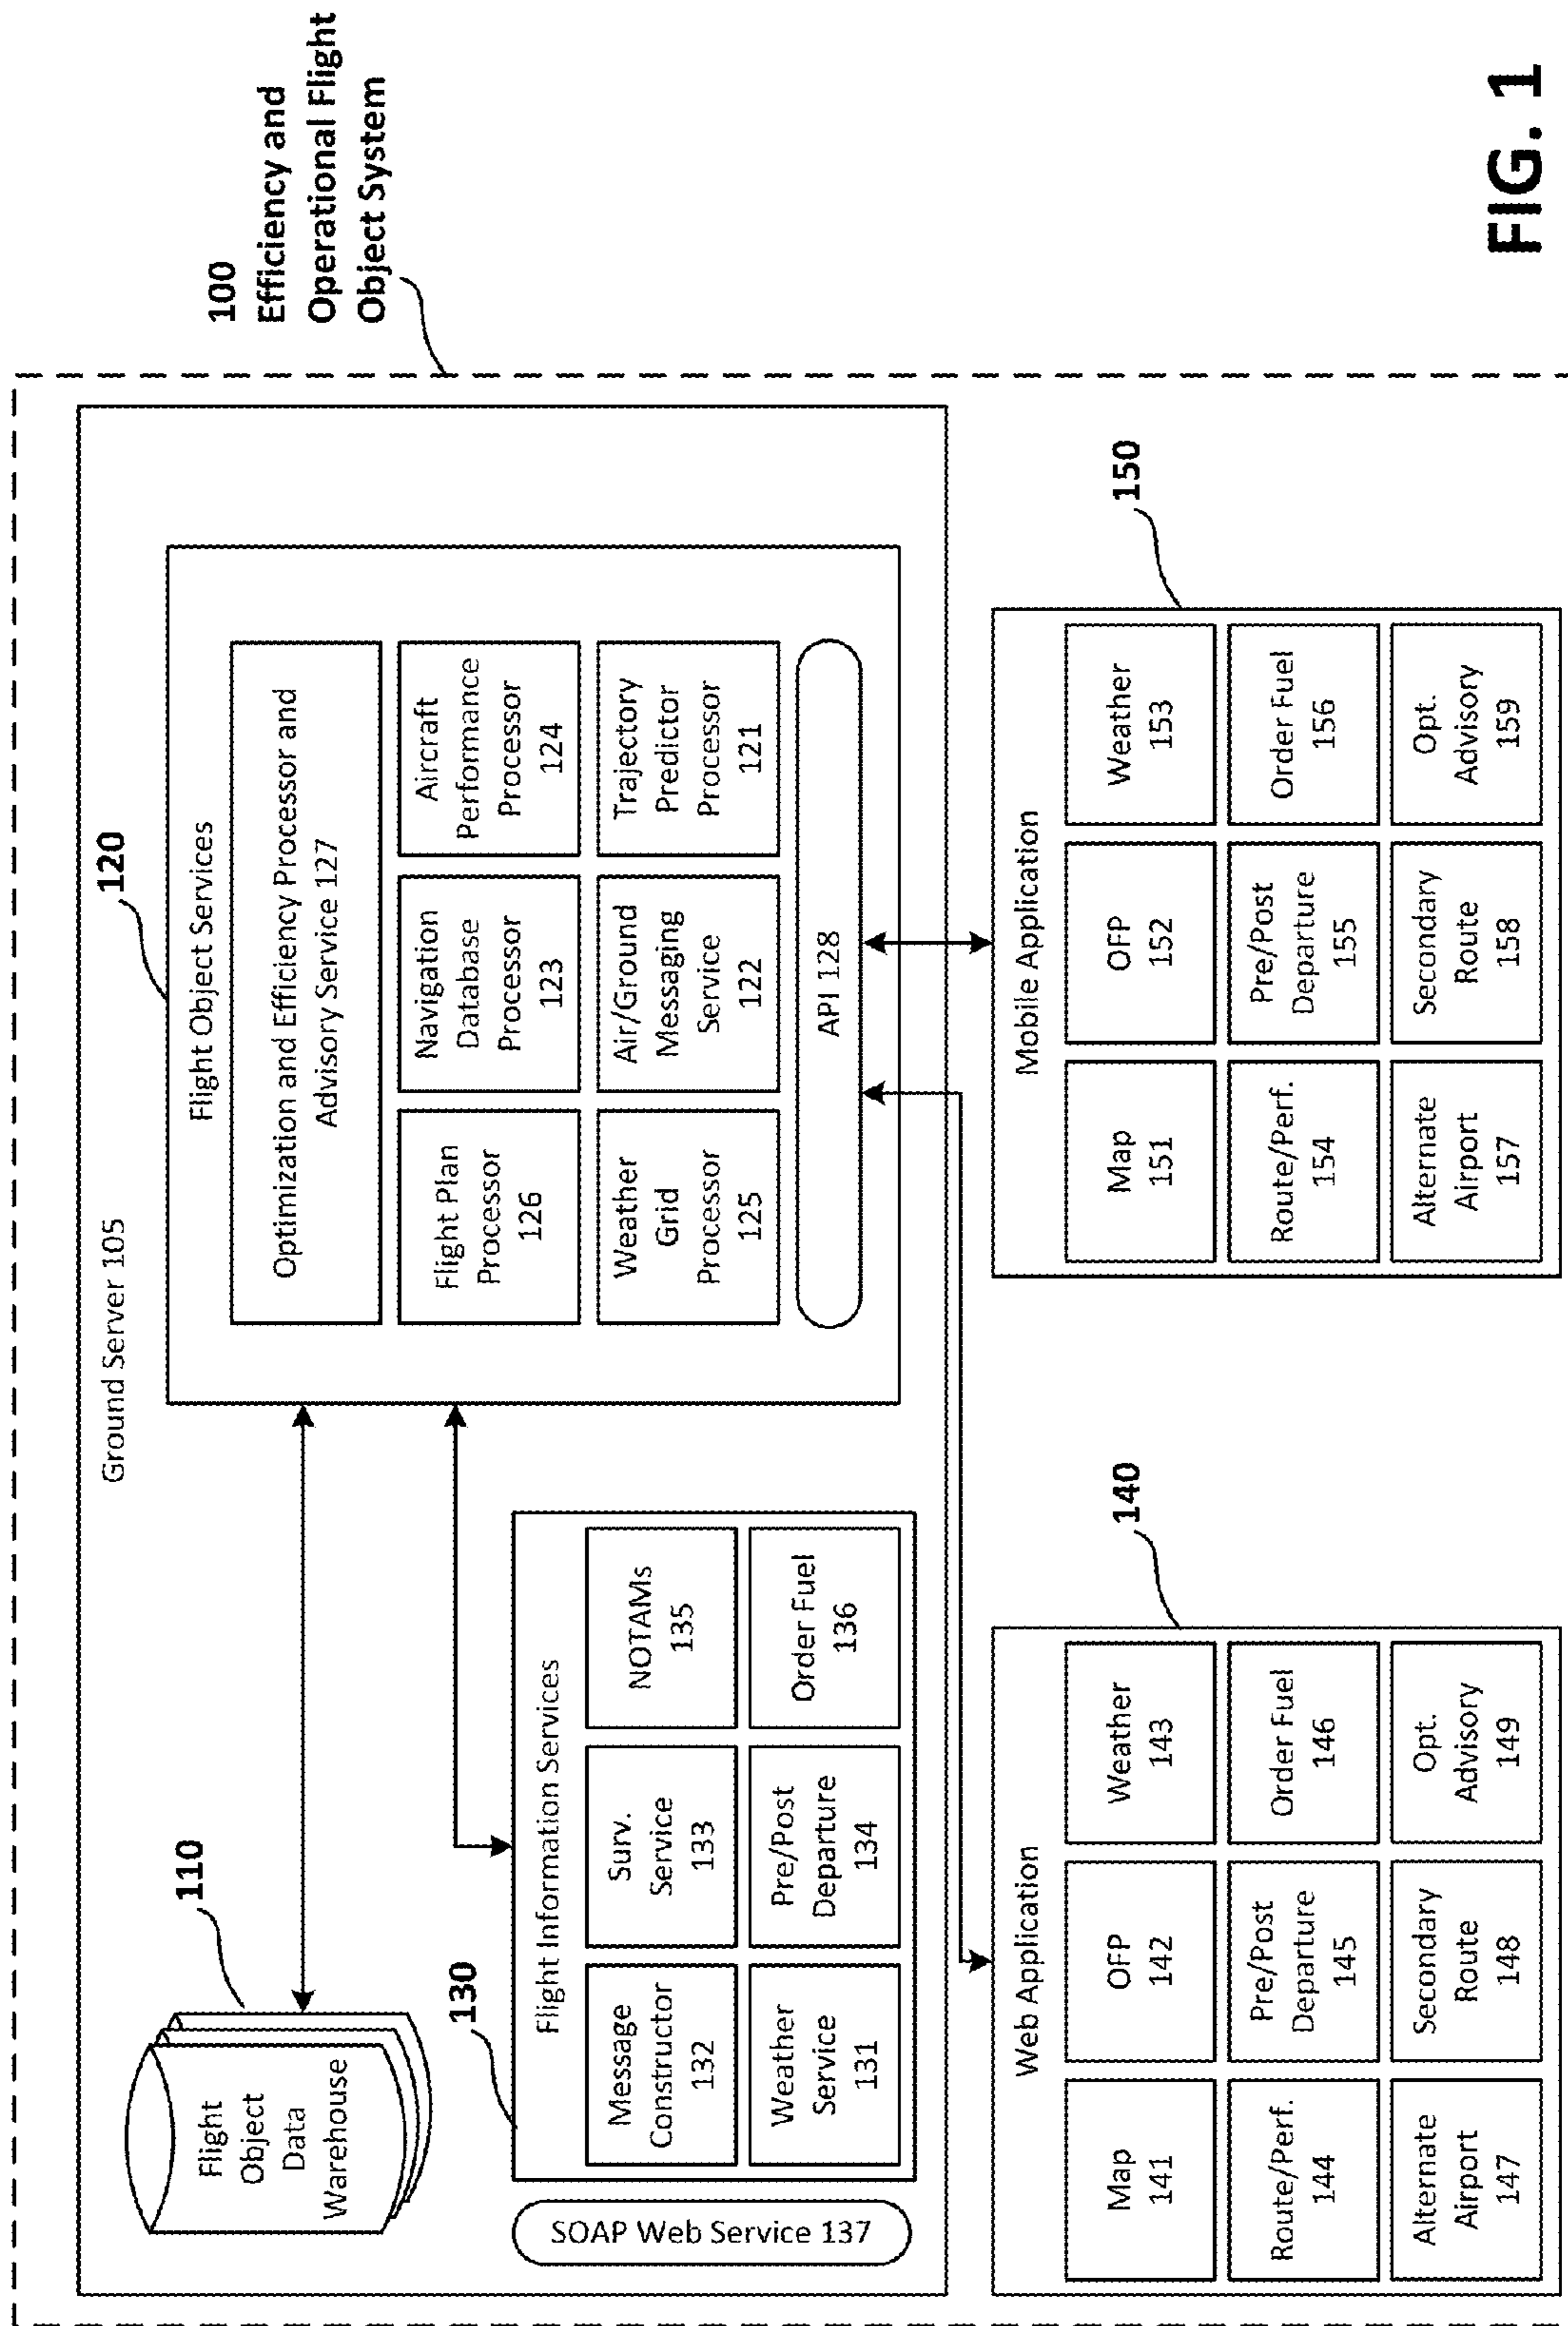 100
Efficiency and
Operational Flight
Object System
Ground Server 105
110
Flight
Object
Data
Warehouse
120
Flight Object Services
Optimization and Efficiency Processor and
Advisory Service 127
Flight Plan
Processor
126
Navigation
Database
Processor
123
Aircraft
Performance
Processor
124
Weather
Grid
Processor
125
Air/Ground
Messaging
Service
122
Trajectory
Predictor
Processor
121
API 128
130
Flight Information Services
Message
Constructor
132
Surv.
Service
133
NOTAMs
135
Weather
Service
131
Pre/Post
Departure
134
Order Fuel
136
SOAP Web Service 137
140
Web Application
Map
141
OFP
142
Weather
143
Route/Perf.
144
Pre/Post
Departure
145
Order Fuel
146
Alternate
Airport
147
Secondary
Route
148
Opt.
Advisory
149
150
Mobile Application
Map
151
OFP
152
Weather
153
Route/Perf.
154
Pre/Post
Departure
155
Order Fuel
156
Alternate
Airport
157
Secondary
Route
158
Opt.
Advisory
159
FIG. 1